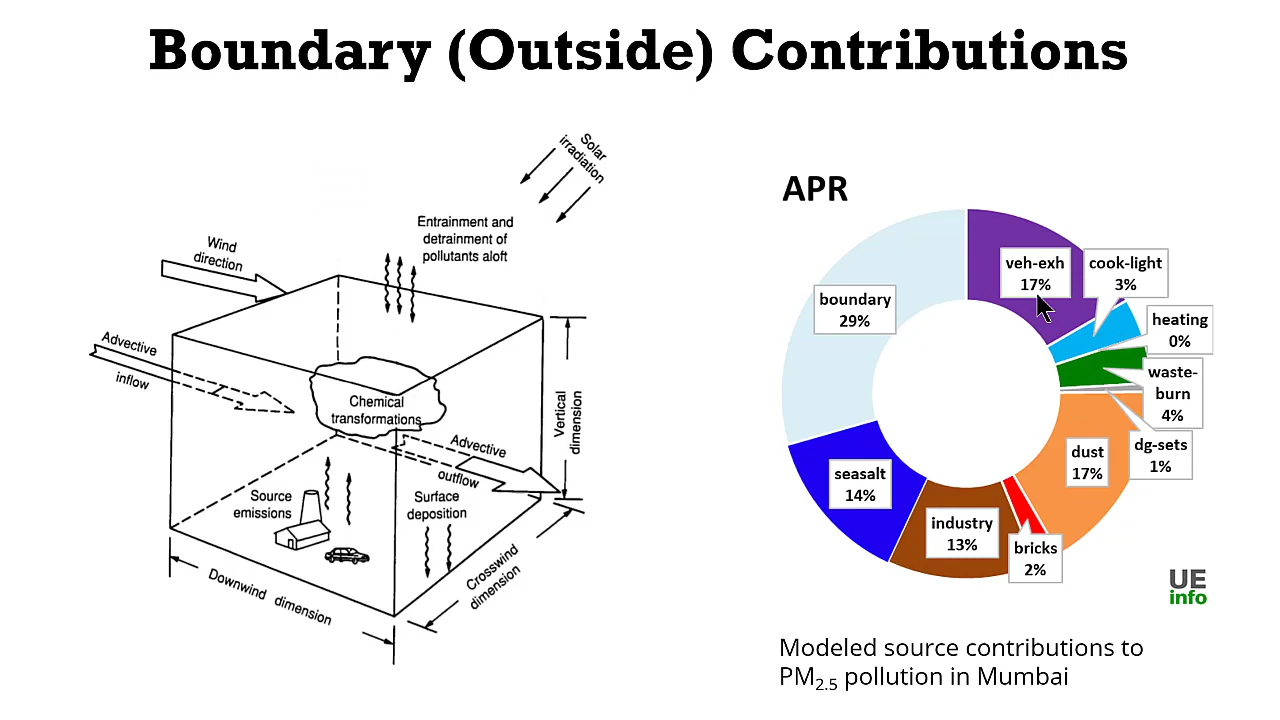 Boundary (Outside) Contributions
Solar
irradiation
Entrainment and
detrainment of
pollutants aloft
Wind
direction
Advective
inflow
Chemical
transformations
Vertical
dimension
Advective
outflow
Source
emissions
Surface
deposition
Downwind dimension
Crosswind
dimension
APR
veh-exh
17%
cook-light
3%
heating
0%
waste-
burn
4%
dg-sets
1%
dust
17%
bricks
2%
industry
13%
seasalt
14%
boundary
29%
UE
info
Modeled source contributions to
PM2.5 pollution in Mumbai